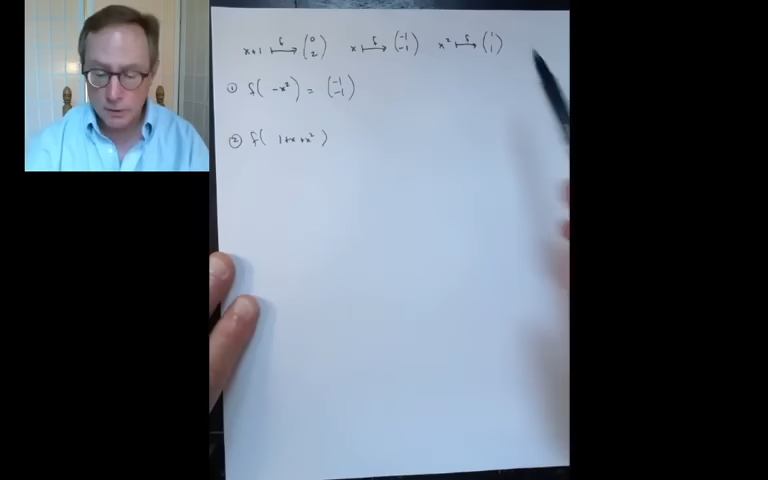 x+1 ⟼^f (0 2) x ⟼^f (-1 -1) x² ⟼^f (1 1)
① f( -x² ) = (-1 -1)
② f( 1+x+x² )